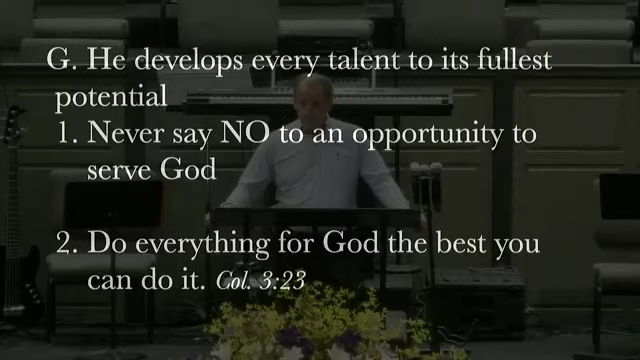 G. He develops every talent to its fullest
potential
1. Never say NO to an opportunity to
serve God
2. Do everything for God the best you
can do it. Col. 3:23